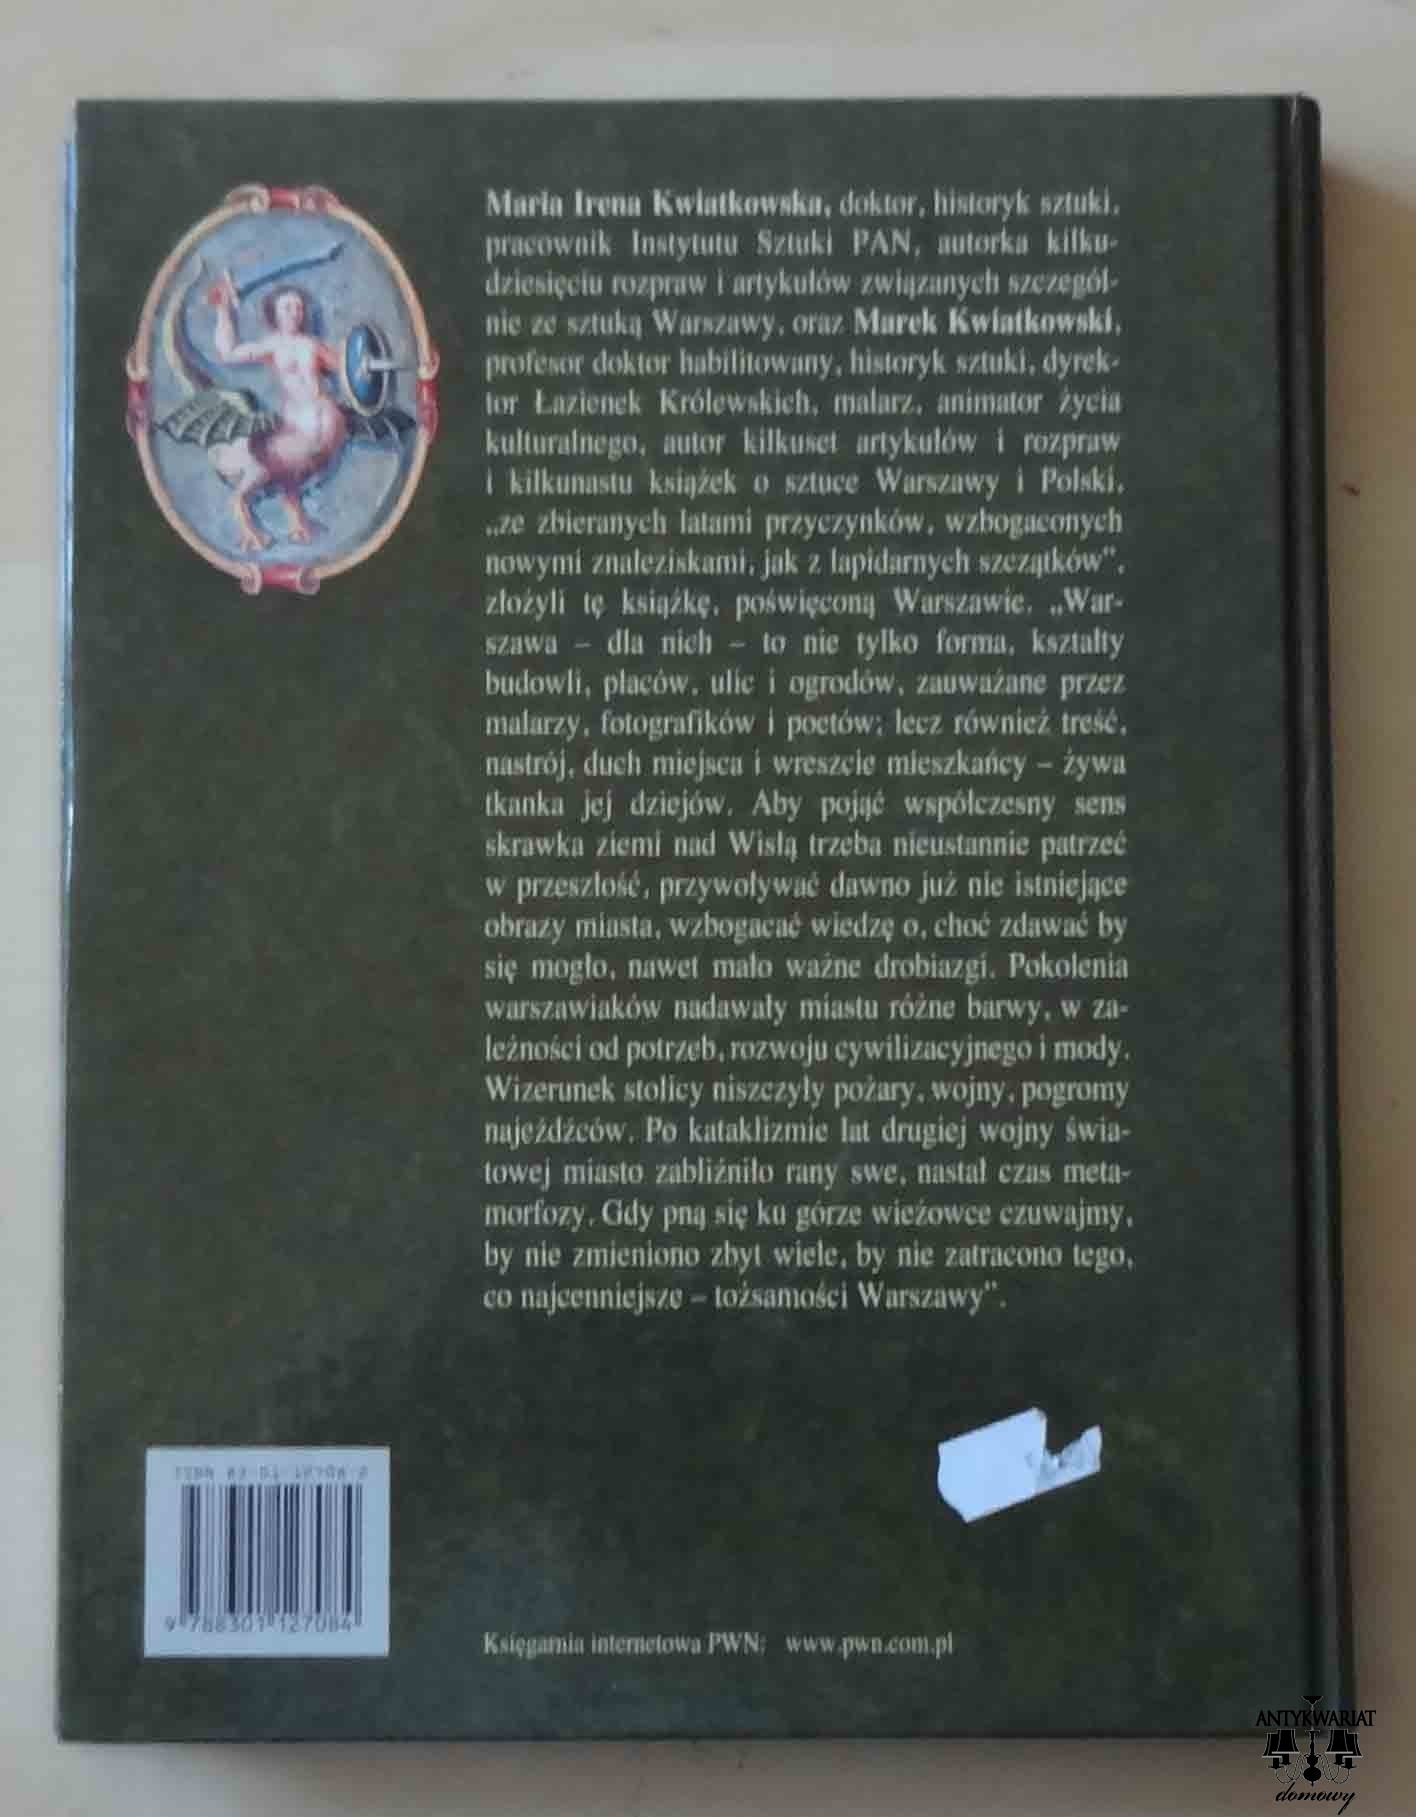 Maria Irena Kwiatkowska, doktor, historyk sztuki,
pracownik Instytutu Sztuki PAN, autorka kilku-
dziesięciu rozpraw i artykułów związanych szczegól-
nie ze sztuką Warszawy, oraz Marek Kwiatkowski,
profesor doktor habilitowany, historyk sztuki, dyrek-
tor Łazienek Królewskich, malarz, animator życia
kulturalnego, autor kilkuset artykułów i rozpraw
i kilkunastu książek o sztuce Warszawy i Polski,
„ze zbieranych latami przyczynków, wzbogaconych
nowymi znaleziskami, jak z lapidarnych szczątków”,
złożyli tę książkę, poświęconą Warszawie. „War-
szawa – dla nich – to nie tylko forma, kształty
budowli, placów, ulic i ogrodów, zauważane przez
malarzy, fotografików i poetów; lecz również treść,
nastrój, duch miejsca i wreszcie mieszkańcy – żywa
tkanka jej dziejów. Aby pojąć współczesny sens
skrawka ziemi nad Wisłą trzeba nieustannie patrzeć
w przeszłość, przywoływać dawno już nie istniejące
obrazy miasta, wzbogacać wiedzę o, choć zdawać by
się mogło, nawet mało ważne drobiazgi. Pokolenia
warszawiaków nadawały miastu różne barwy, w za-
leżności od potrzeb, rozwoju cywilizacyjnego i mody.
Wizerunek stolicy niszczyły pożary, wojny, pogromy
najeźdźców. Po kataklizmie lat drugiej wojny świa-
towej miasto zabliźniło rany swe, nastał czas meta-
morfozy. Gdy pną się ku górze wieżowce czuwajmy,
by nie zmieniono zbyt wiele, by nie zatracono tego,
co najcenniejsze – tożsamości Warszawy”.
9 788301 127084
Księgarnia internetowa PWN: www.pwn.com.pl
ANTYKWARIAT
domowy